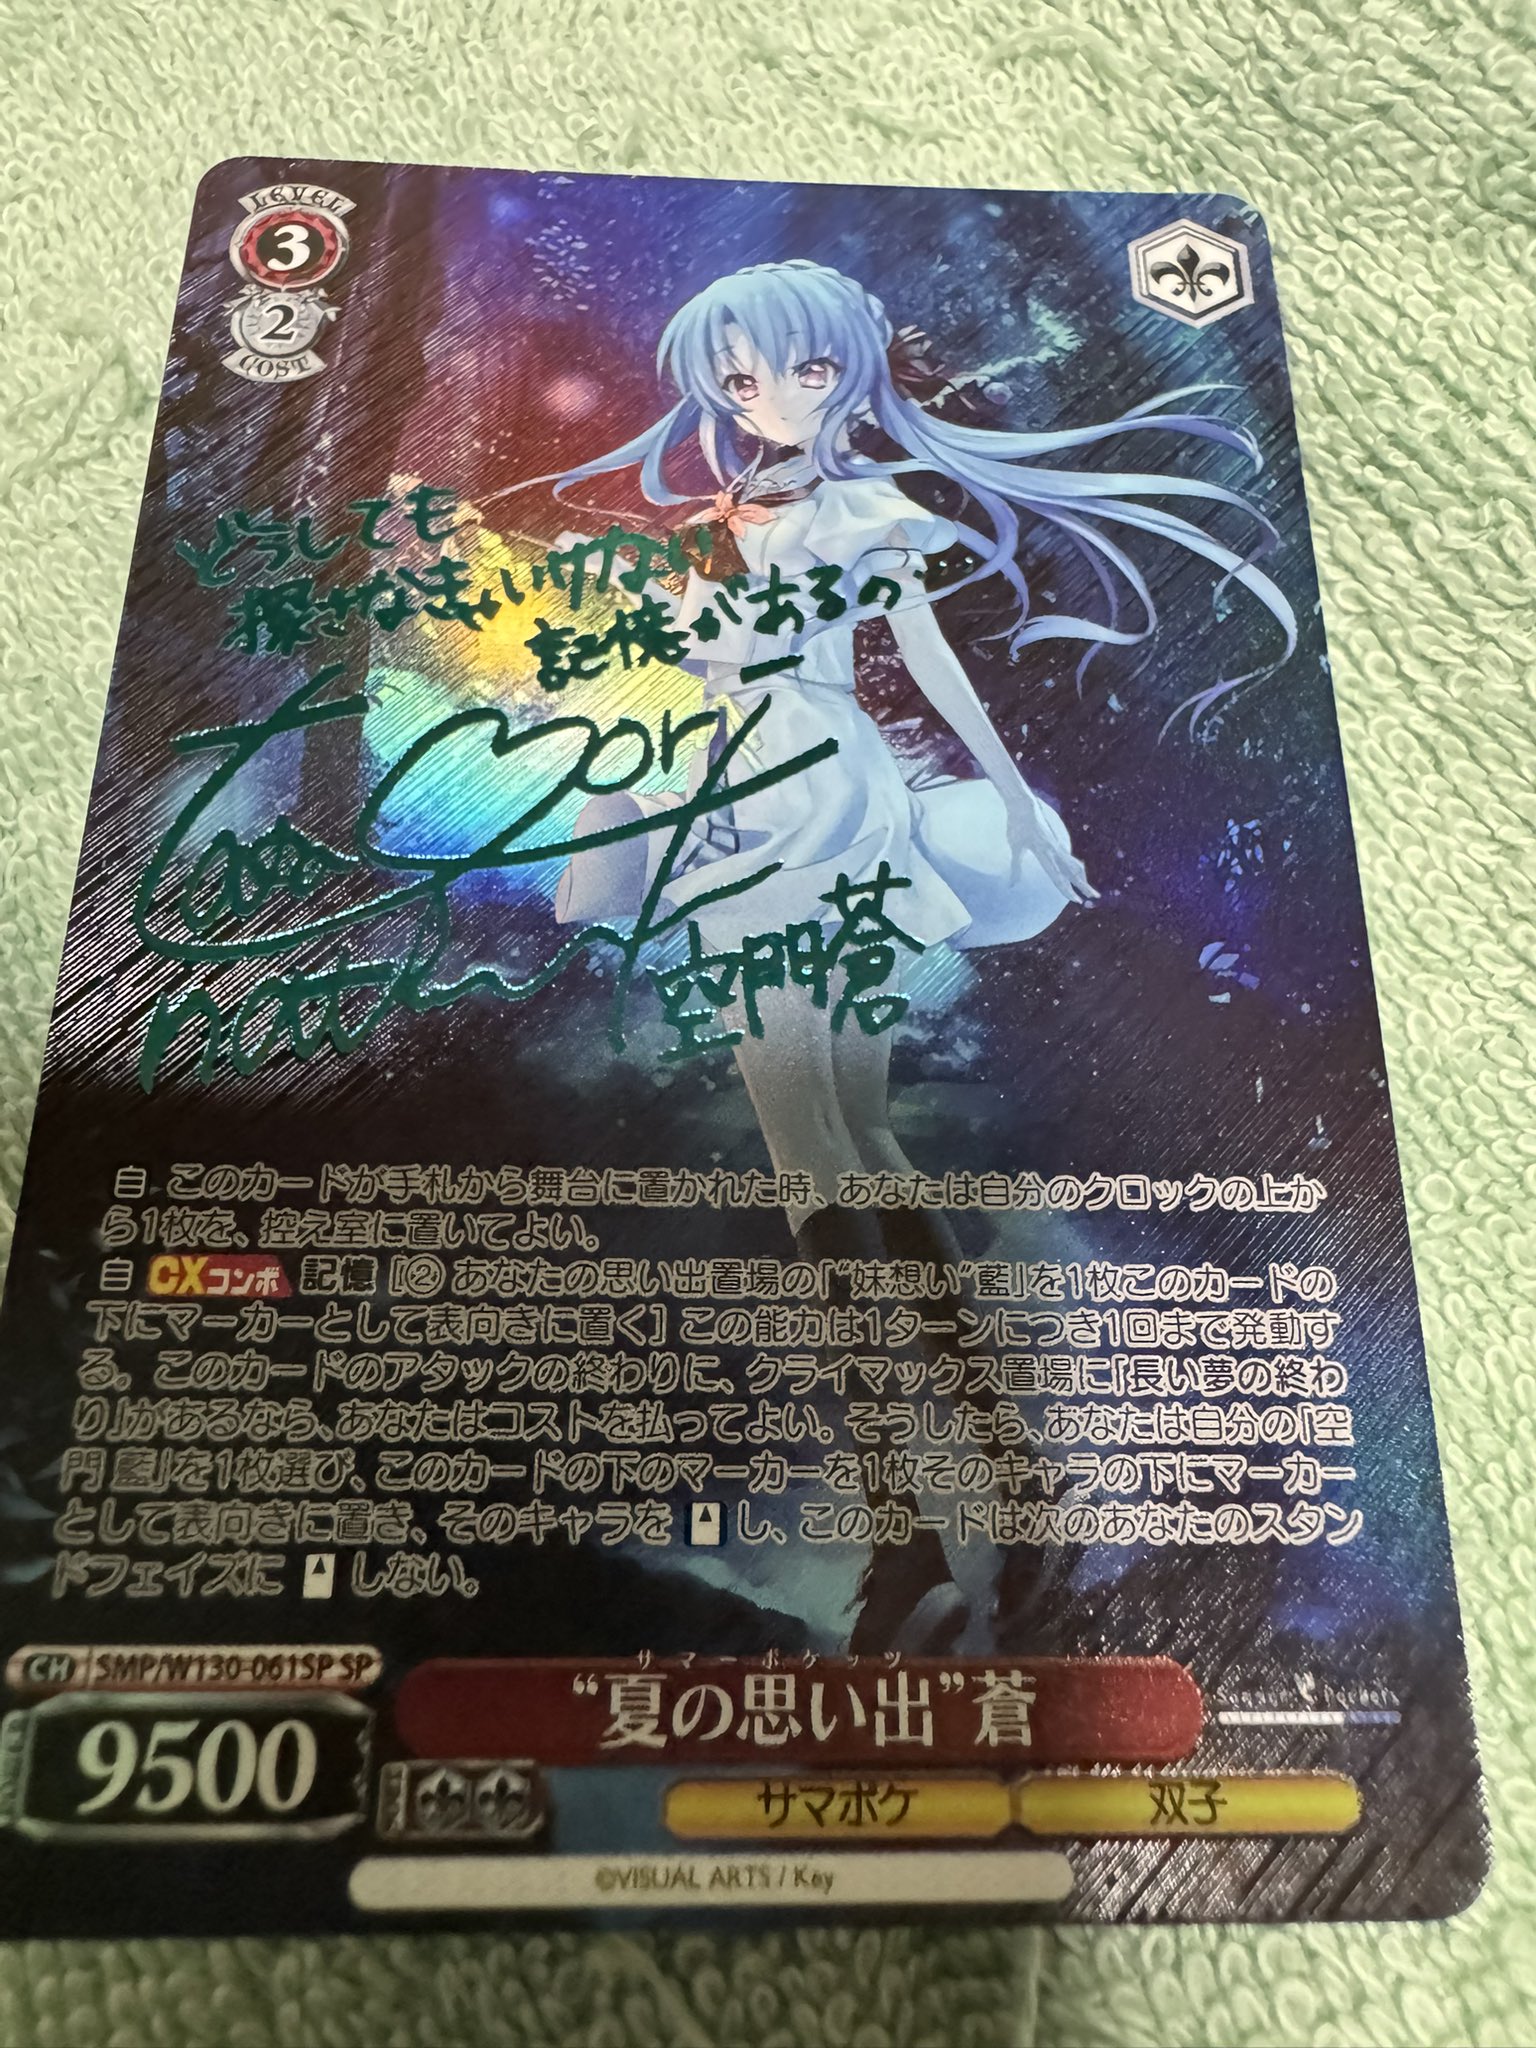 LEVEL
3
2
COST
どうしても
探さなきゃいけない
記憶があるの
空門蒼
自 このカードが手札から舞台に置かれた時、あなたは自分のクロックの上か
ら1枚を、控え室に置いてよい。
自 CXコンボ 記憶 [② あなたの思い出置場の「“妹想い”藍」を1枚このカードの
下にマーカーとして表向きに置く] この能力は1ターンにつき1回まで発動す
る。このカードのアタックの終わりに、クライマックス置場に「長い夢の終わ
り」があるなら、あなたはコストを払ってよい。そうしたら、あなたは自分の「空
門 藍」を1枚選び、このカードの下のマーカーを1枚そのキャラの下にマーカー
として表向きに置き、そのキャラを し、このカードは次のあなたのスタン
ドフェイズに しない。
CH SMP/W130-061SP SP
サマーポケッツ
“夏の思い出”蒼
Summer Pockets
9500
サマポケ 双子
©VISUAL ARTS / Key